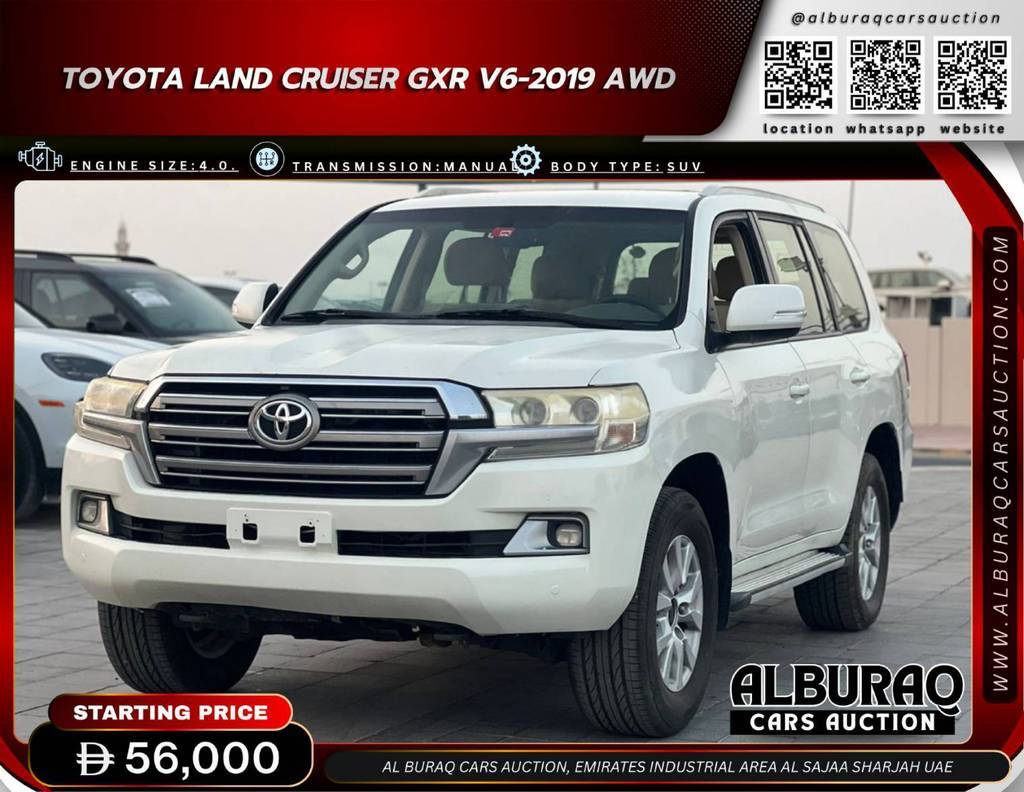 @alburaqcarsauction
TOYOTA LAND CRUISER GXR V6-2019 AWD
location whatsapp website
ENGINE SIZE:4.0.
TRANSMISSION:MANUAL
BODY TYPE: SUV
WWW.ALBURAQCARSAUCTION.COM
ALBURAQ
CARS AUCTION
STARTING PRICE
56,000
AL BURAQ CARS AUCTION, EMIRATES INDUSTRIAL AREA AL SAJAA SHARJAH UAE